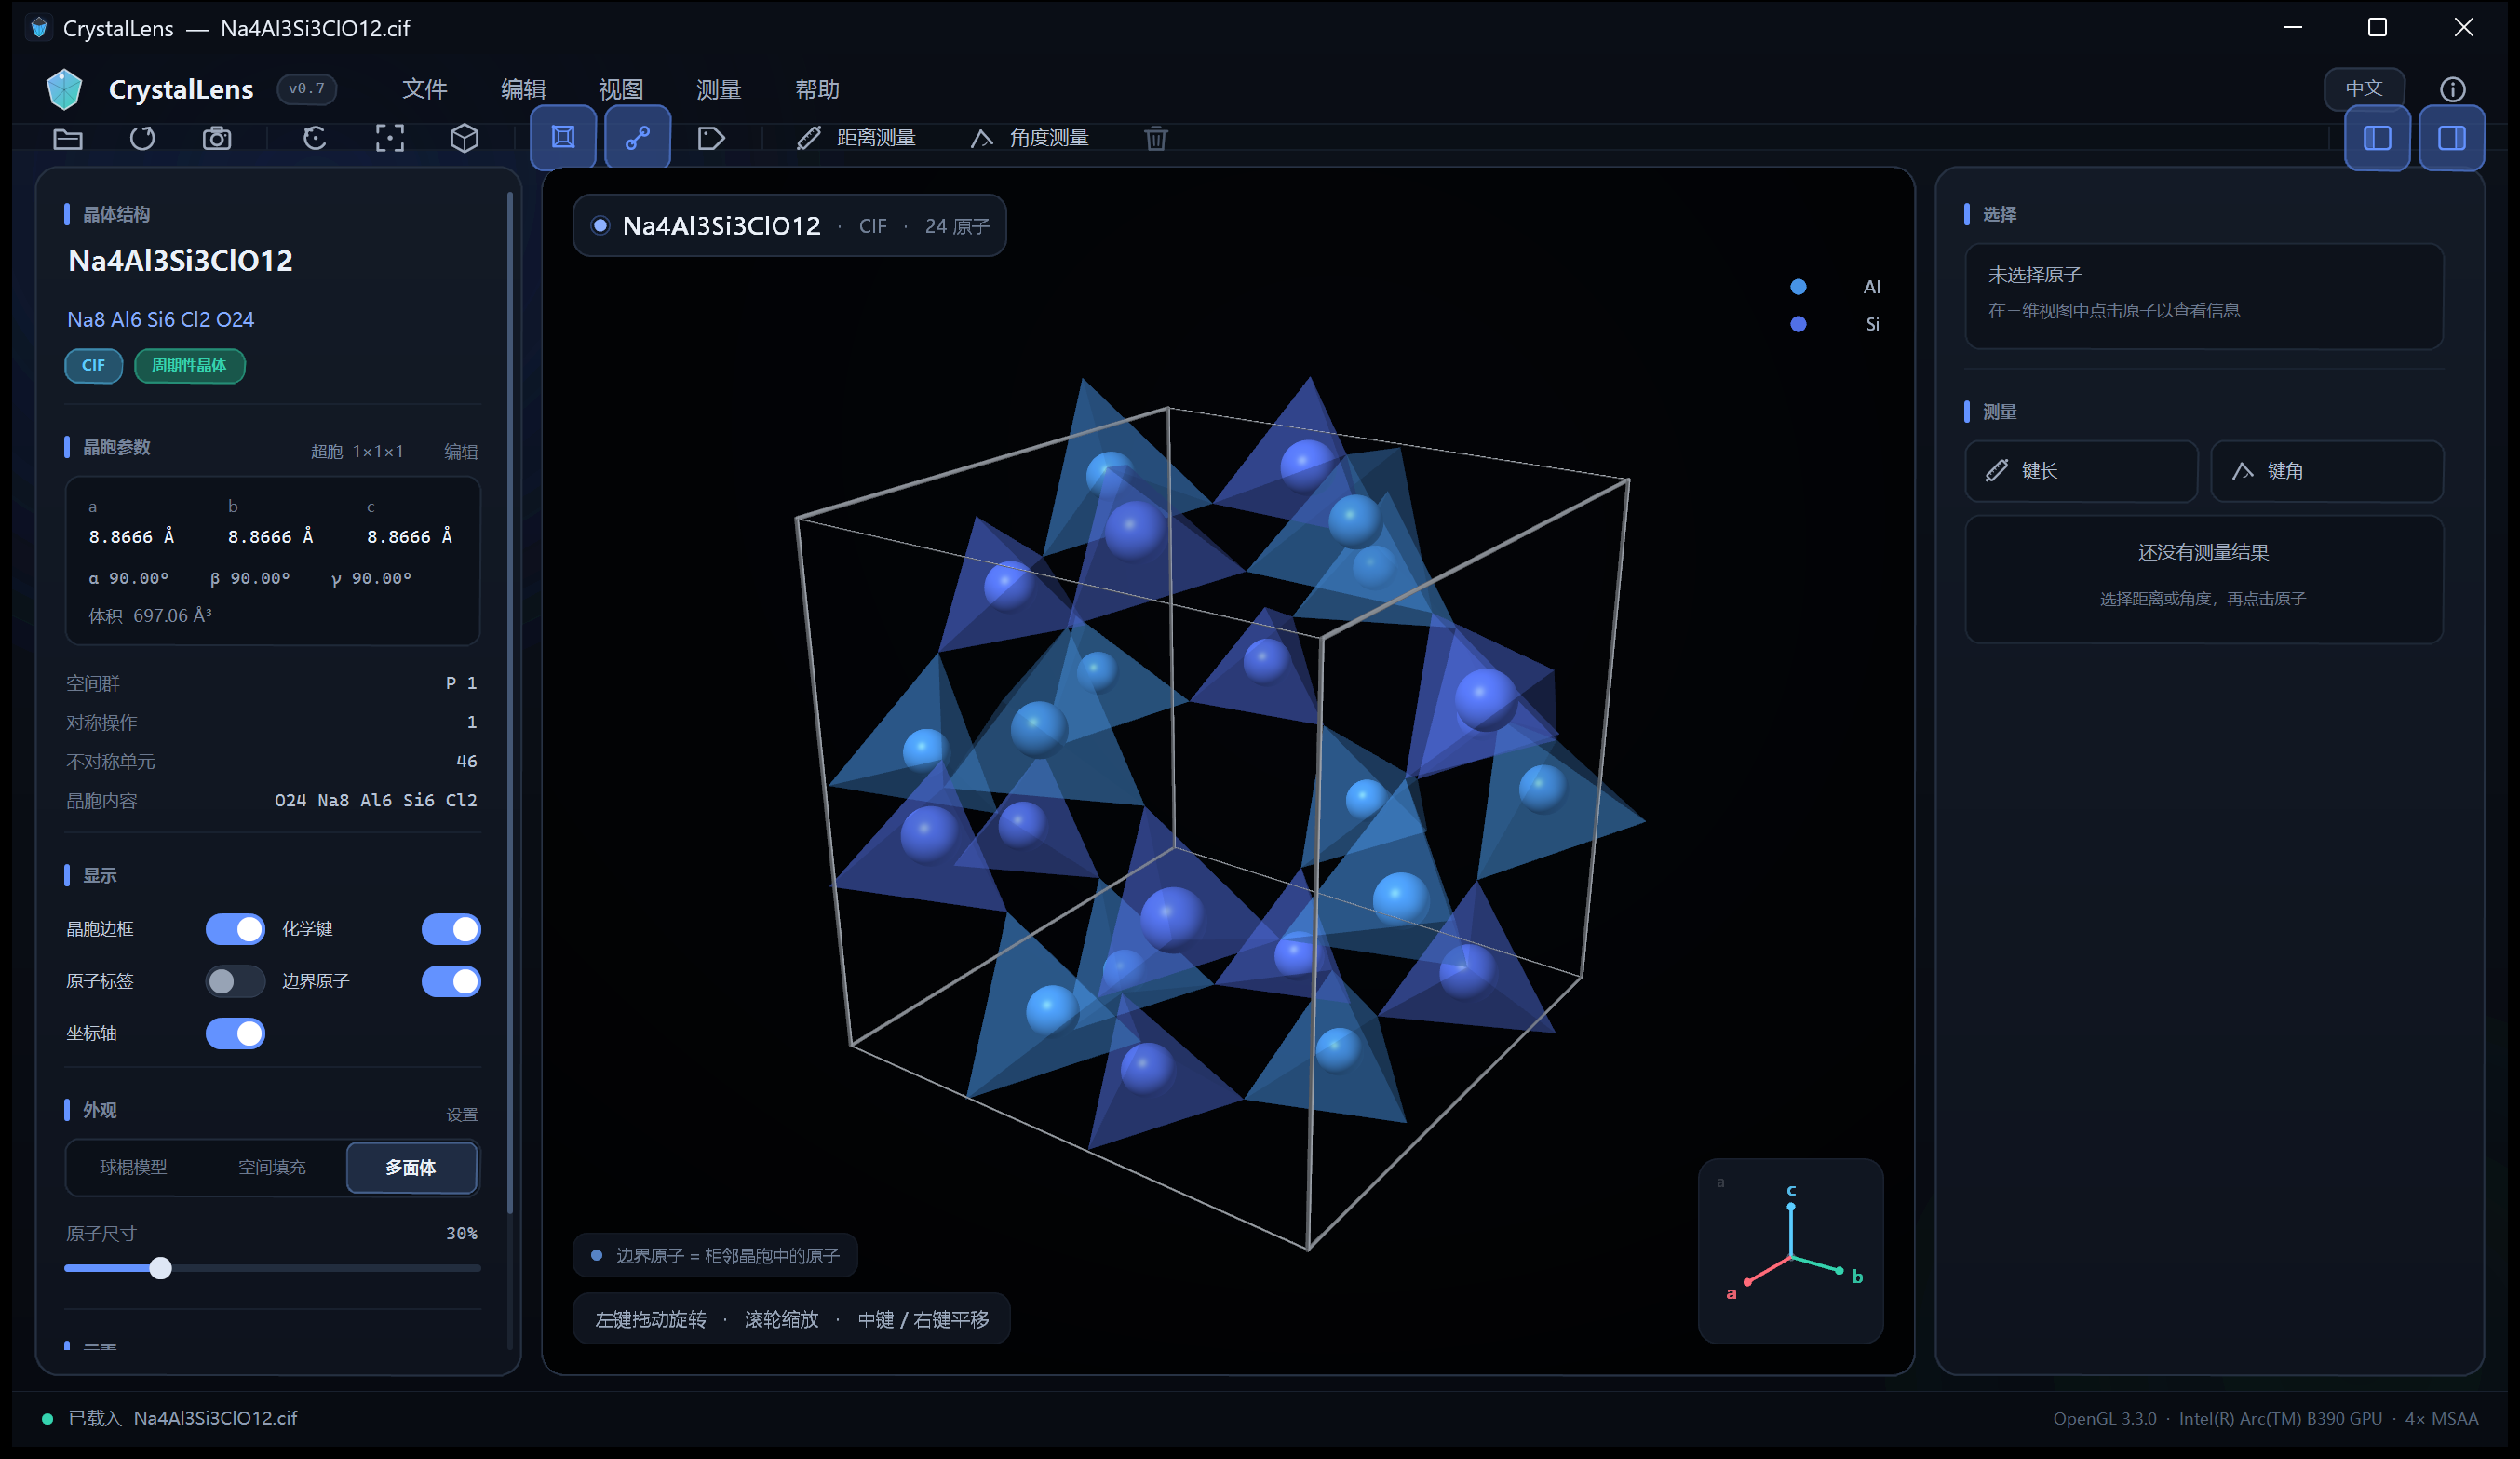 CrystalLens — Na4Al3Si3ClO12.cif
CrystalLens v0.7 文件 编辑 视图 测量 帮助 中文
距离测量 角度测量
晶体结构
Na4Al3Si3ClO12
Na8 Al6 Si6 Cl2 O24
CIF 周期性晶体
晶胞参数 超胞 1×1×1 编辑
a b c
8.8666 Å 8.8666 Å 8.8666 Å
α 90.00° β 90.00° γ 90.00°
体积 697.06 Å³
空间群 P 1
对称操作 1
不对称单元 46
晶胞内容 O24 Na8 Al6 Si6 Cl2
显示
晶胞边框 化学键
原子标签 边界原子
坐标轴
外观 设置
球棍模型 空间填充 多面体
原子尺寸 30%
Na4Al3Si3ClO12 · CIF · 24 原子
Al
Si
边界原子 = 相邻晶胞中的原子
左键拖动旋转 · 滚轮缩放 · 中键 / 右键平移
a
c
b
a
选择
未选择原子
在三维视图中点击原子以查看信息
测量
键长 键角
还没有测量结果
选择距离或角度，再点击原子
已载入 Na4Al3Si3ClO12.cif
OpenGL 3.3.0 · Intel(R) Arc(TM) B390 GPU · 4× MSAA